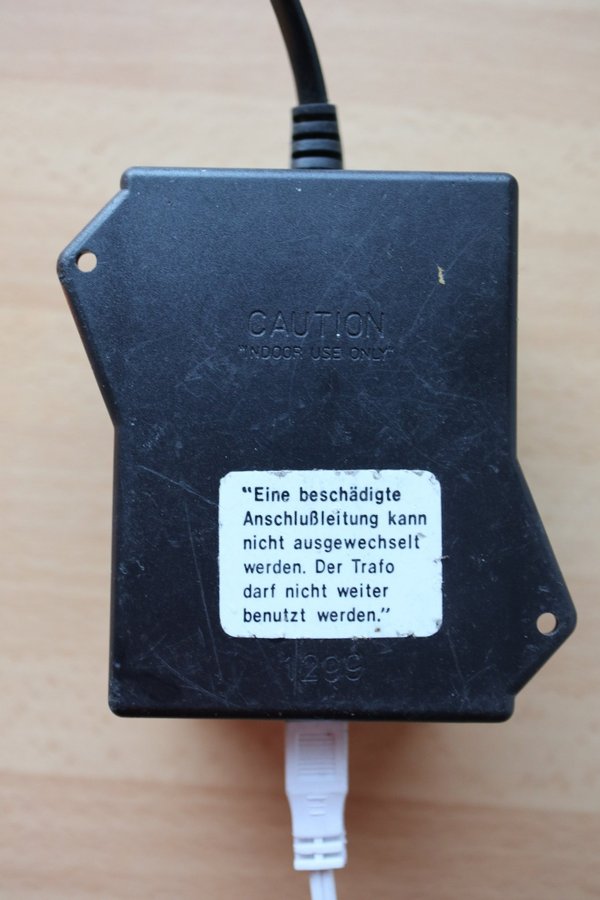 CAUTION
"INDOOR USE ONLY"
"Eine beschädigte
Anschlußleitung kann
nicht ausgewechselt
werden. Der Trafo
darf nicht weiter
benutzt werden."
1299